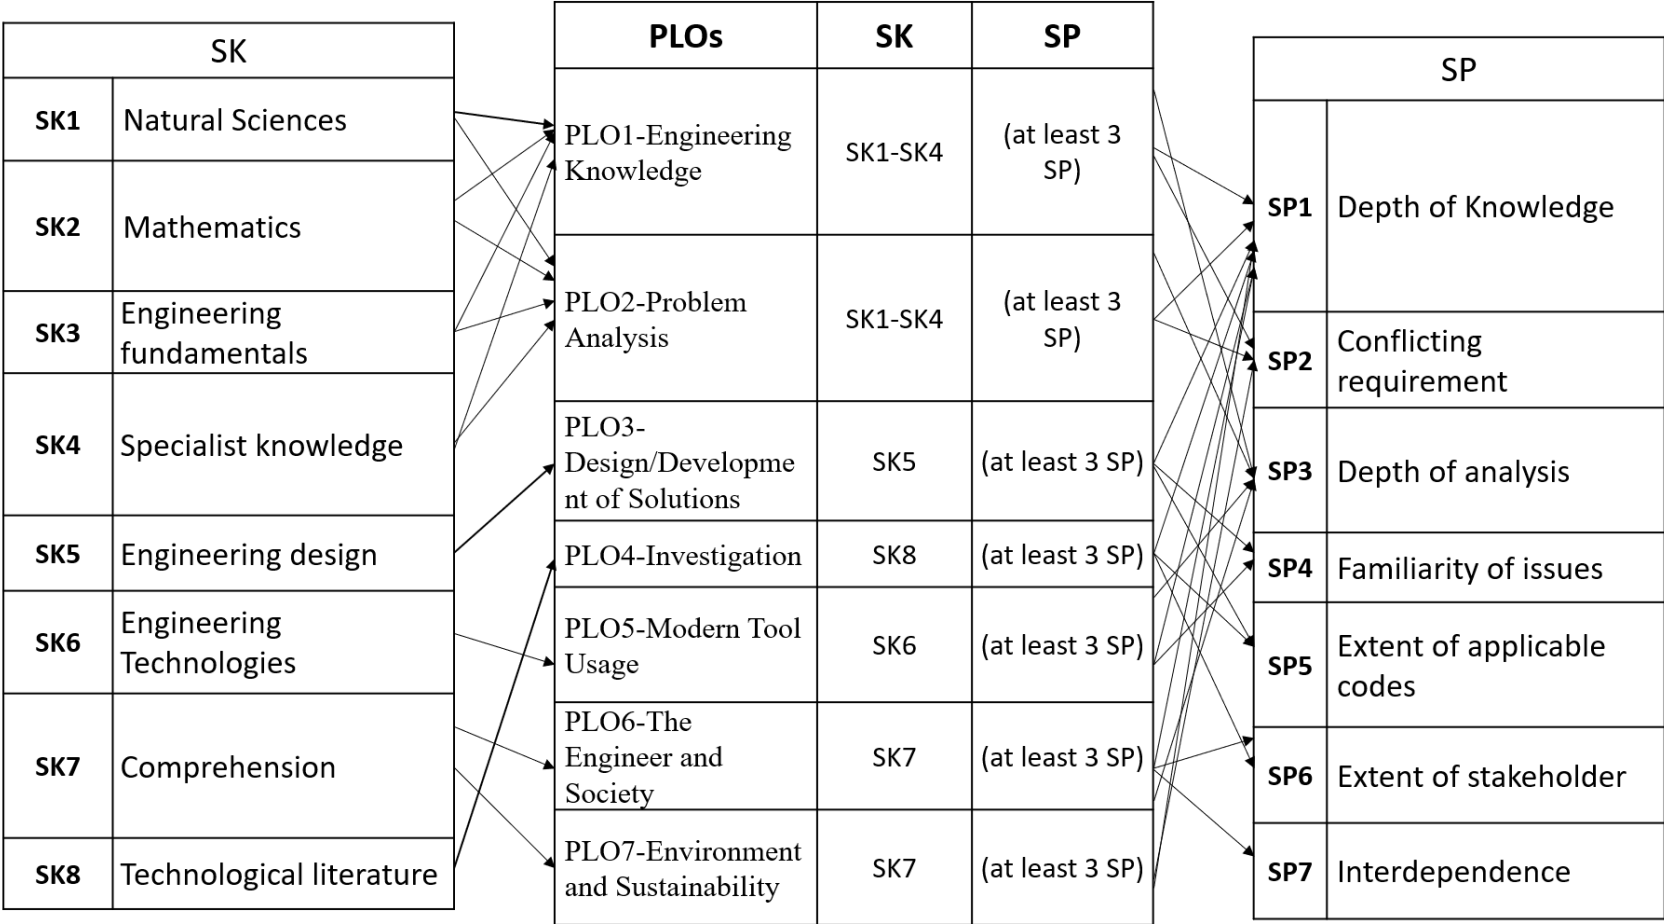 SK
SK1 Natural Sciences
SK2 Mathematics
SK3 Engineering
fundamentals
SK4 Specialist knowledge
SK5 Engineering design
SK6 Engineering
Technologies
SK7 Comprehension
SK8 Technological literature
PLOs SK SP
PLO1-Engineering
Knowledge
SK1-SK4
(at least 3
SP)
PLO2-Problem
Analysis
SK1-SK4
(at least 3
SP)
PLO3-
Design/Developme
nt of Solutions
SK5
(at least 3 SP)
PLO4-Investigation
SK8
(at least 3 SP)
PLO5-Modern Tool
Usage
SK6
(at least 3 SP)
PLO6-The
Engineer and
Society
SK7
(at least 3 SP)
PLO7-Environment
and Sustainability
SK7
(at least 3 SP)
SP
SP1 Depth of Knowledge
SP2 Conflicting
requirement
SP3 Depth of analysis
SP4 Familiarity of issues
SP5 Extent of applicable
codes
SP6 Extent of stakeholder
SP7 Interdependence